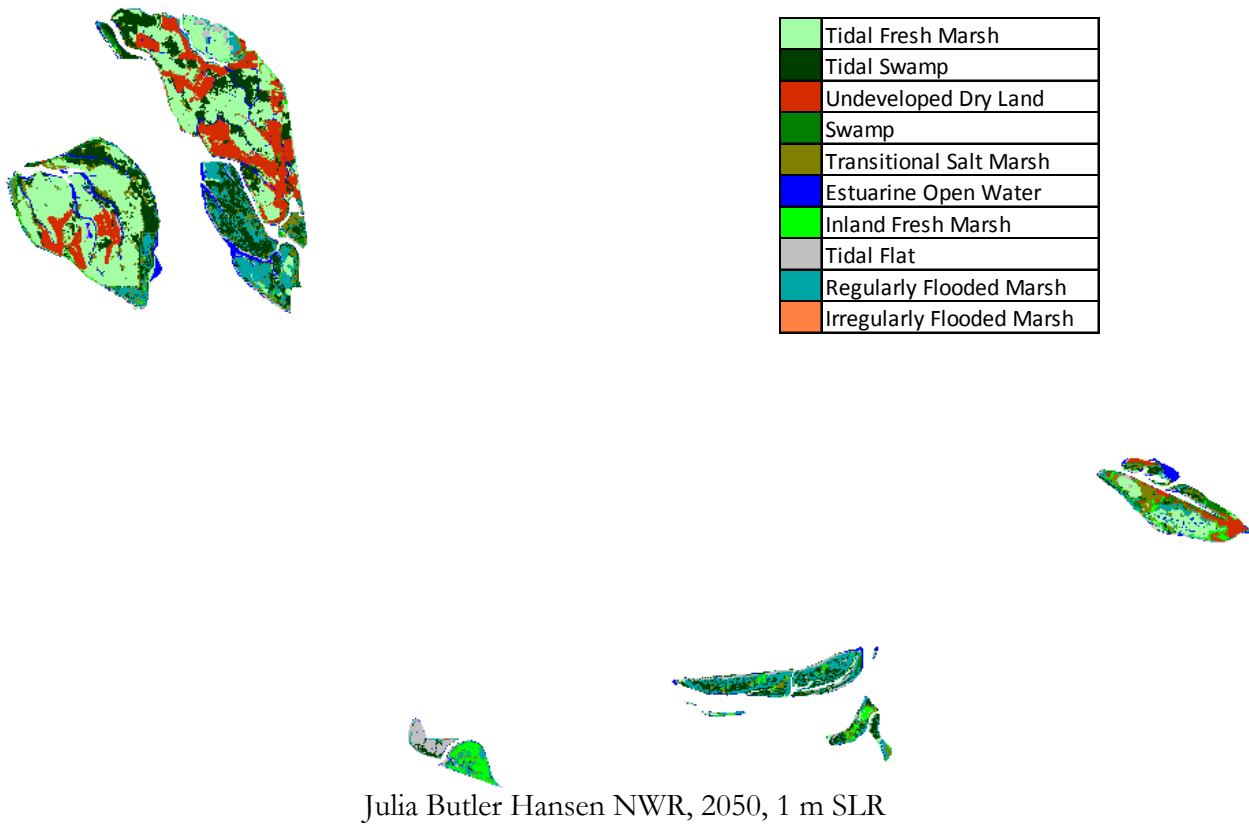 Tidal Fresh Marsh
Tidal Swamp
Undeveloped Dry Land
Swamp
Transitional Salt Marsh
Estuarine Open Water
Inland Fresh Marsh
Tidal Flat
Regularly Flooded Marsh
Irregularly Flooded Marsh
Julia Butler Hansen NWR, 2050, 1 m SLR